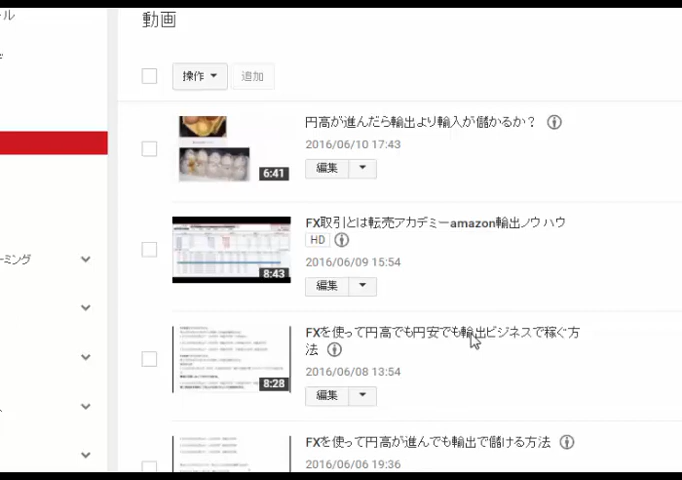 ル
動画
操作
追加
円高が進んだら輸出より輸入が儲かるか？
2016/06/10 17:43
6:41
編集
FX取引とは転売アカデミーamazon輸出ノウハウ
HD
2016/06/09 15:54
ーミング
8:43
編集
FXを使って円高でも円安でも輸出ビジネスで稼ぐ方
法
2016/06/08 13:54
8:28
編集
FXを使って円高が進んでも輸出で儲ける方法
2016/06/06 19:36